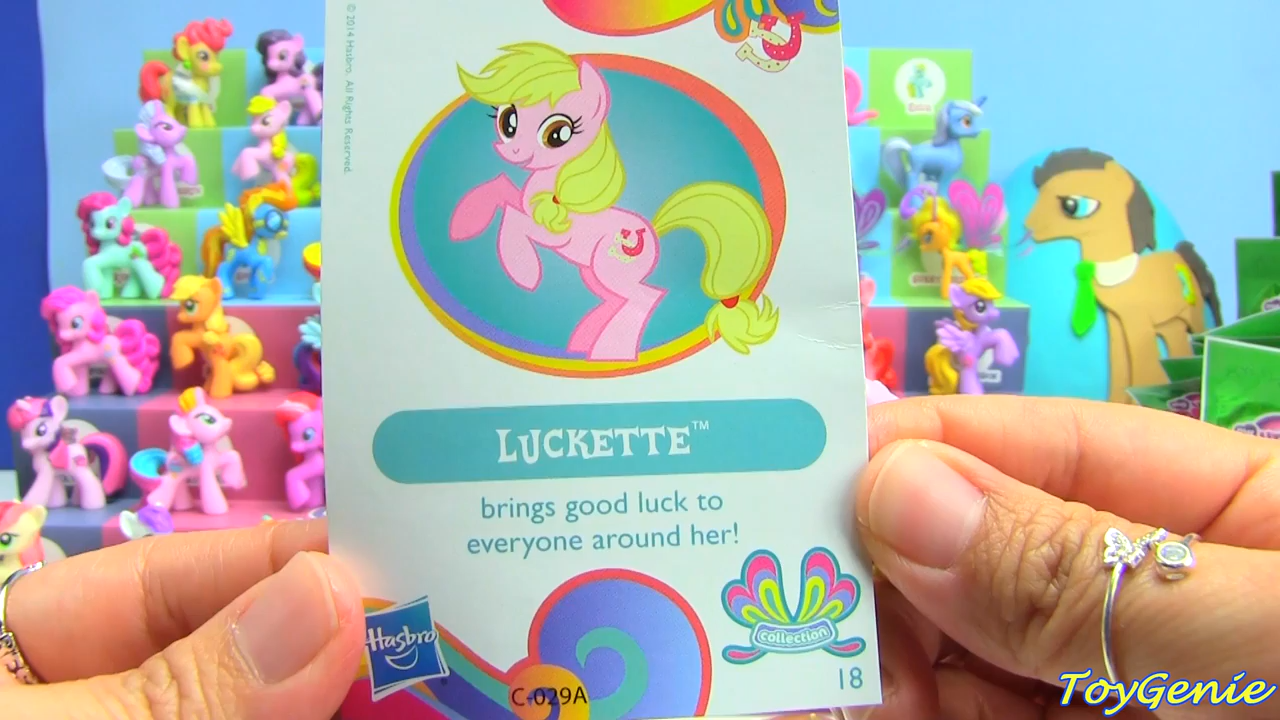 © 2014 Hasbro. All Rights Reserved.
LUCKETTE™
brings good luck to
everyone around her!
collection
Hasbro
C-029A
18
ToyGenie